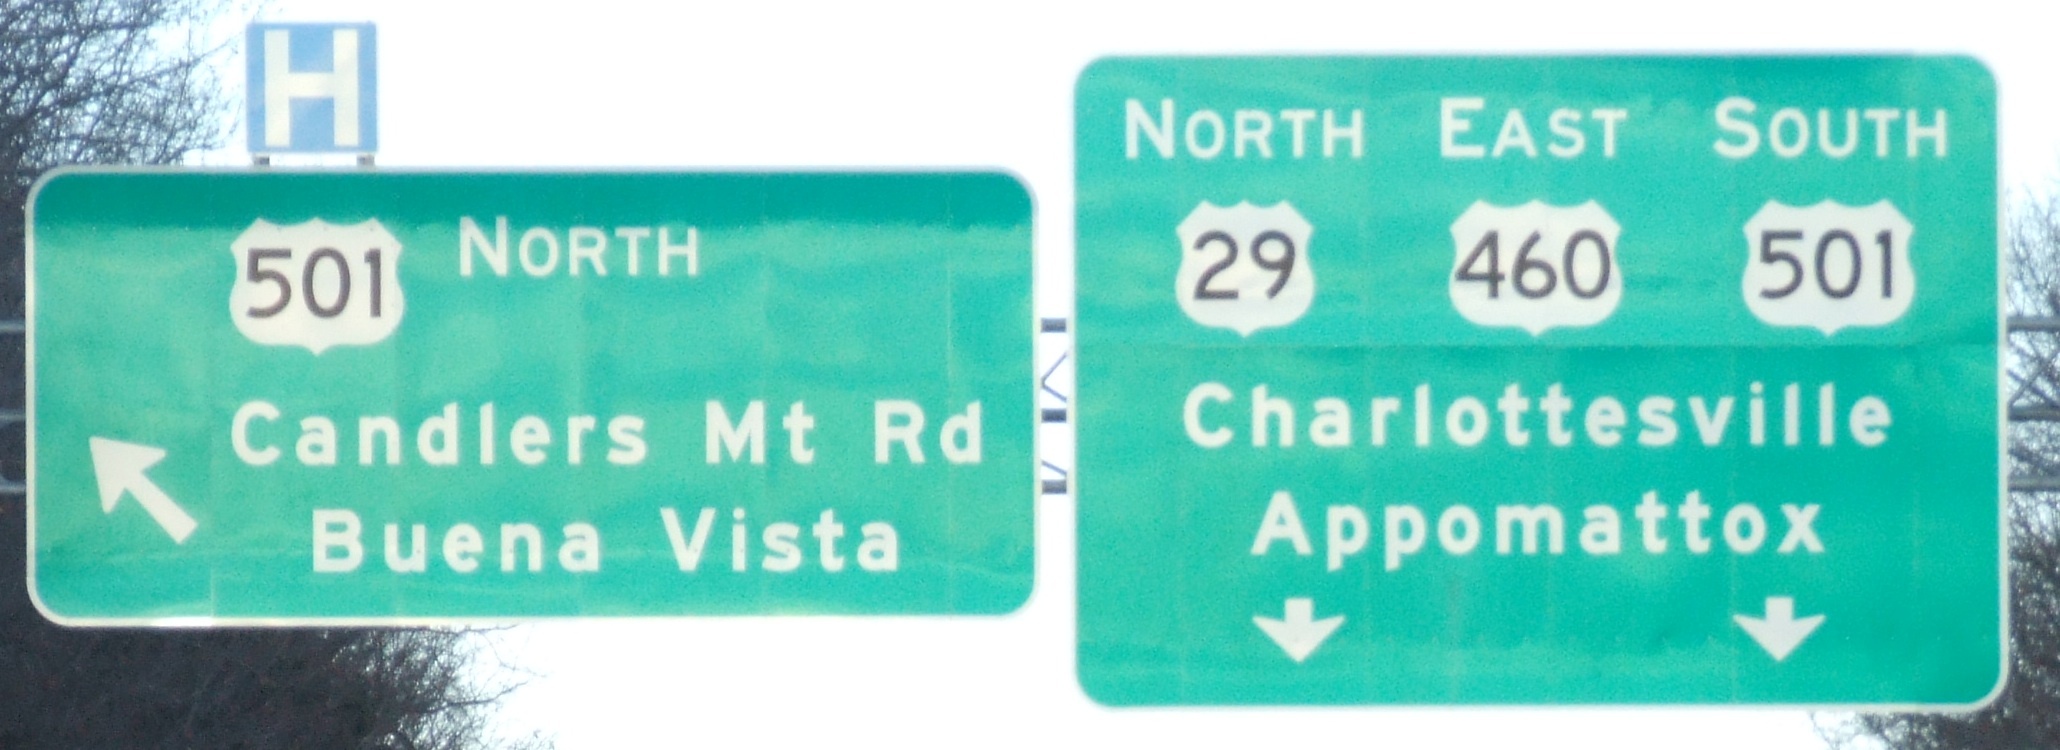 H
501 NORTH
Candlers Mt Rd
Buena Vista
NORTH EAST SOUTH
29 460 501
Charlottesville
Appomattox